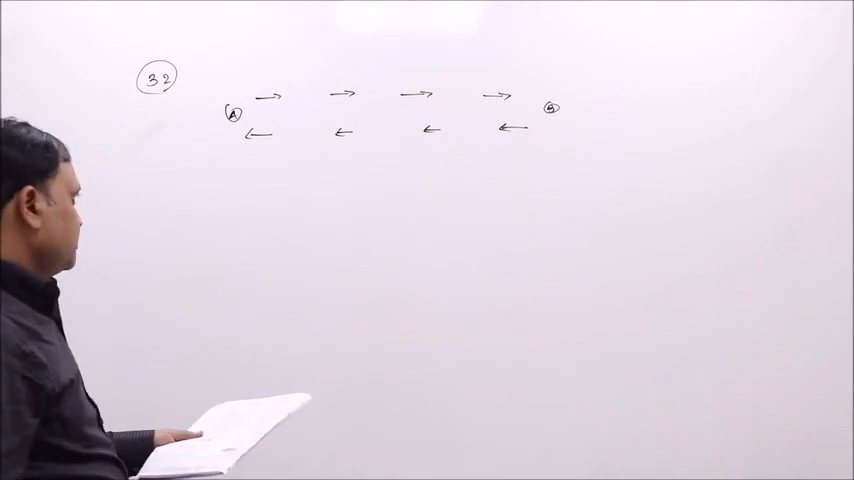 32
A → → → → B
← ← ← ←